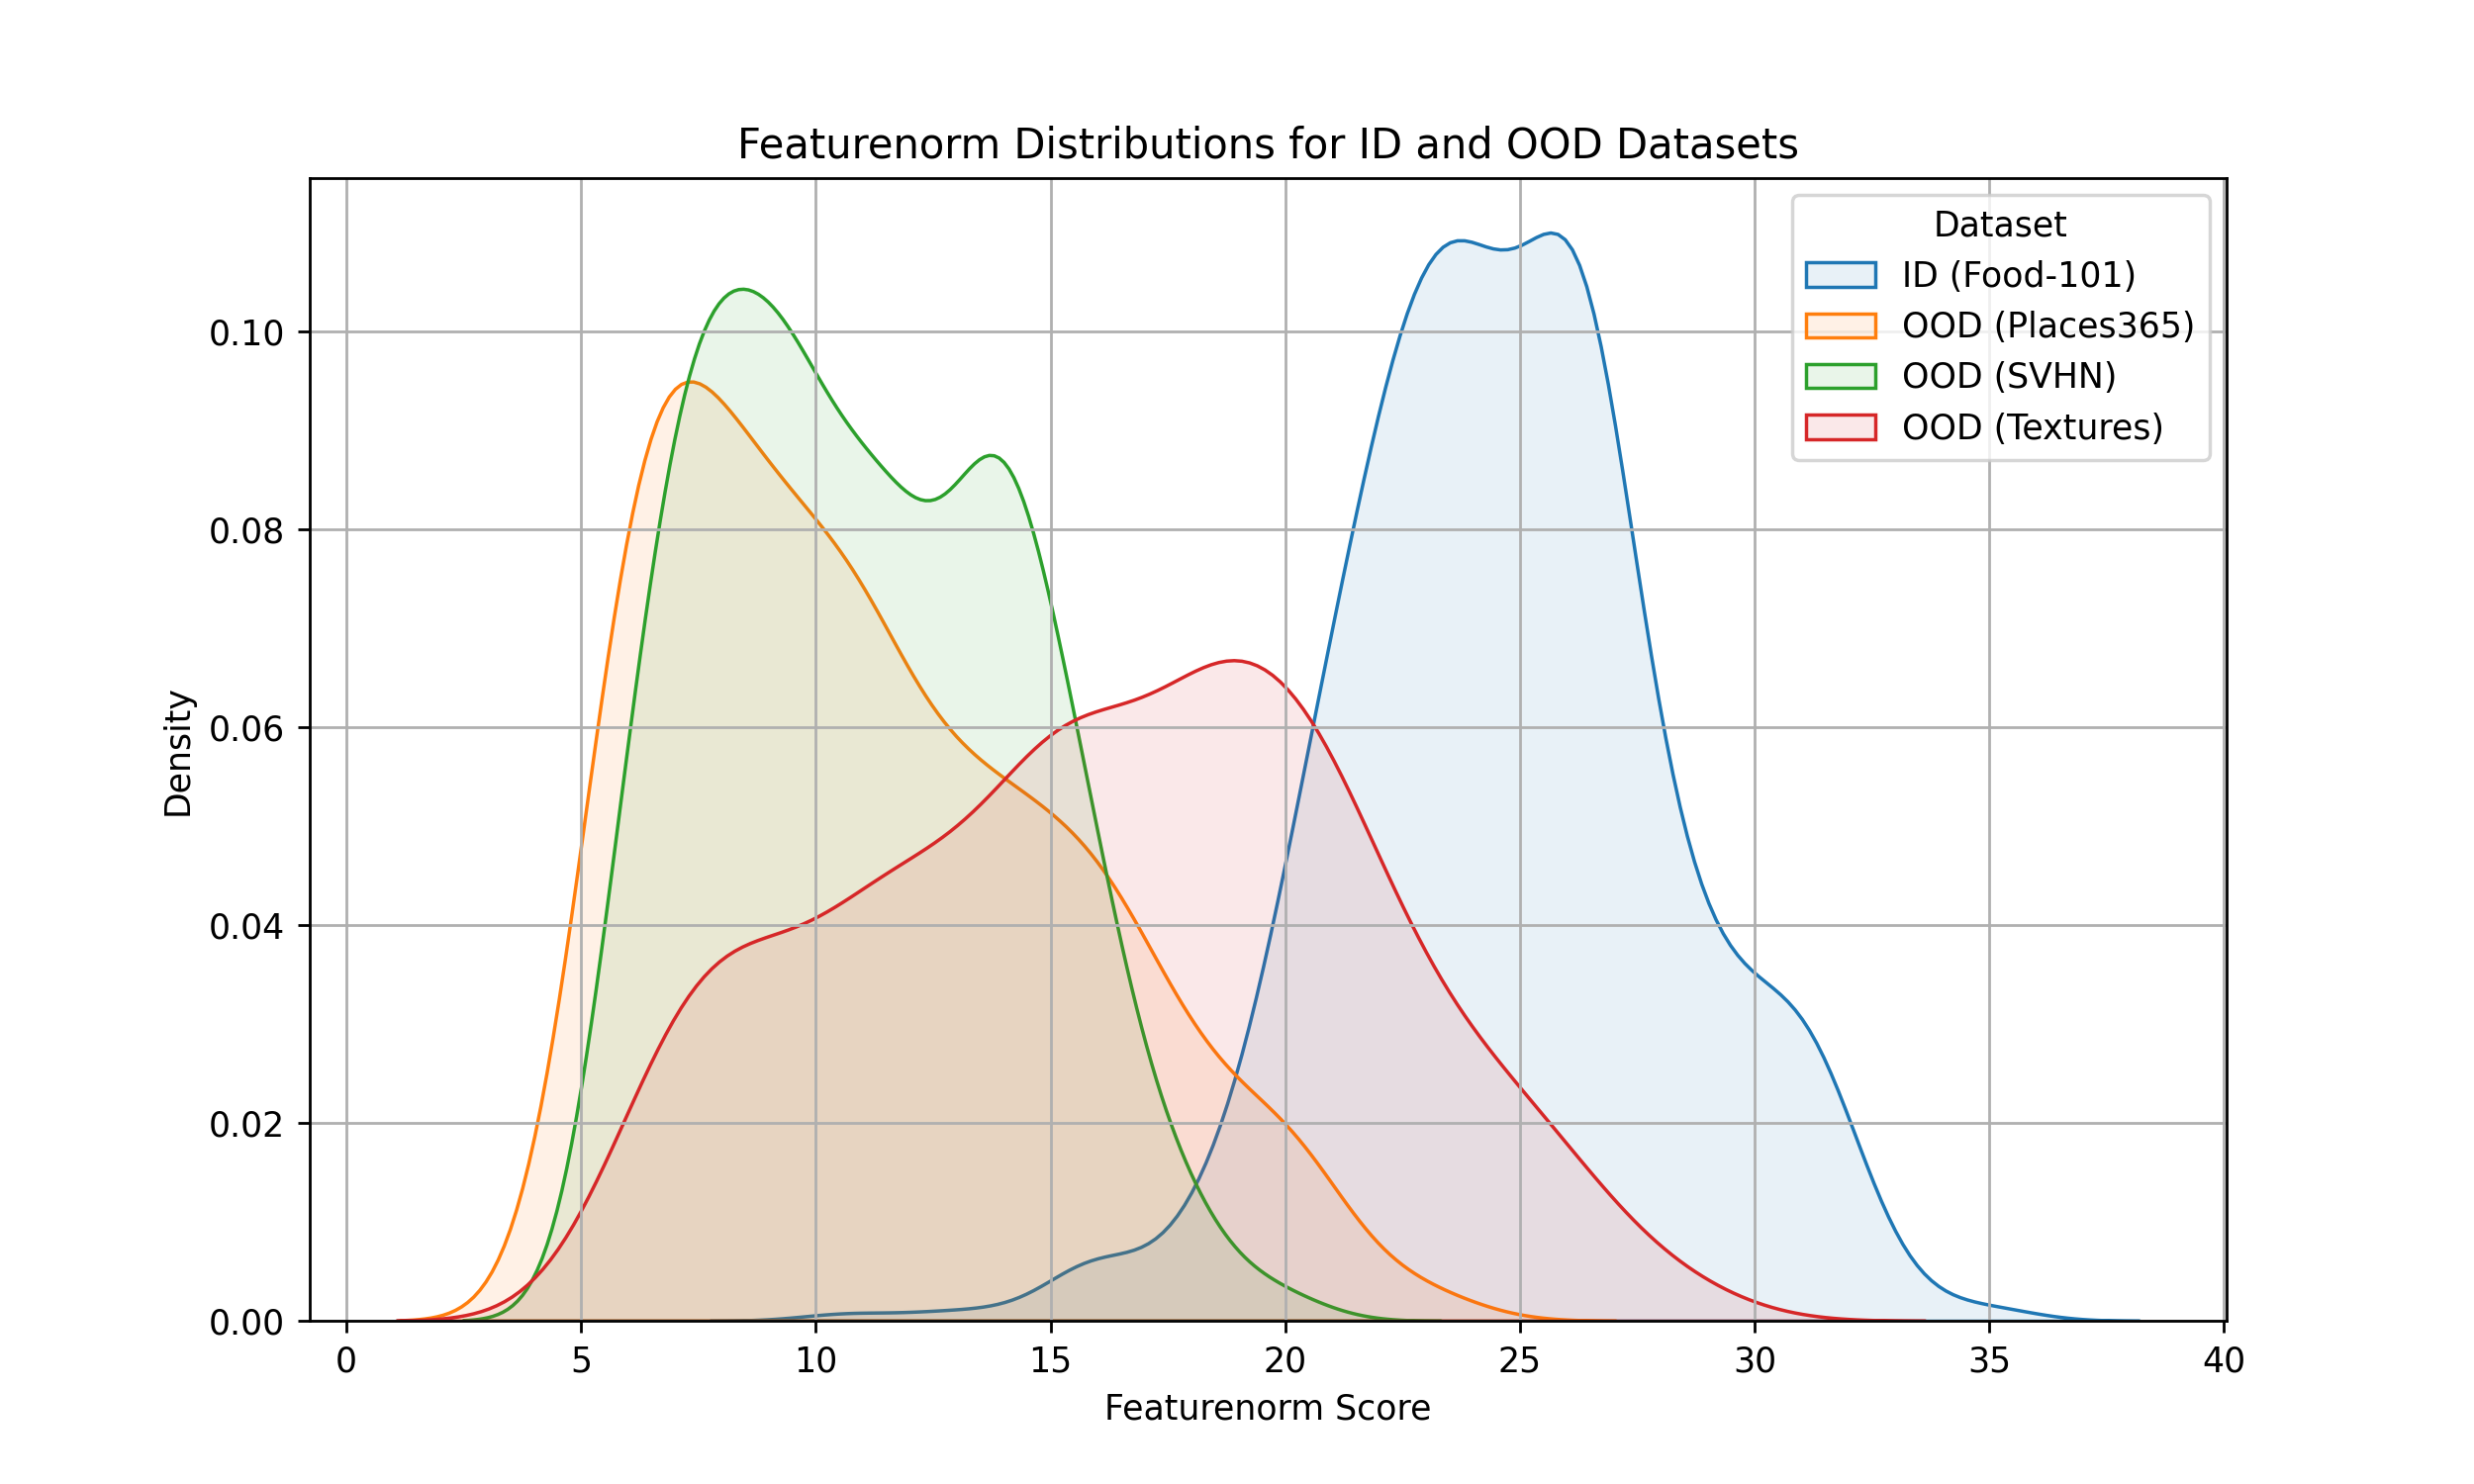 Featurenorm Distributions for ID and OOD Datasets
Dataset
ID (Food-101)
OOD (Places365)
OOD (SVHN)
OOD (Textures)
Density
0.10
0.08
0.06
0.04
0.02
0.00
0 5 10 15 20 25 30 35 40
Featurenorm Score